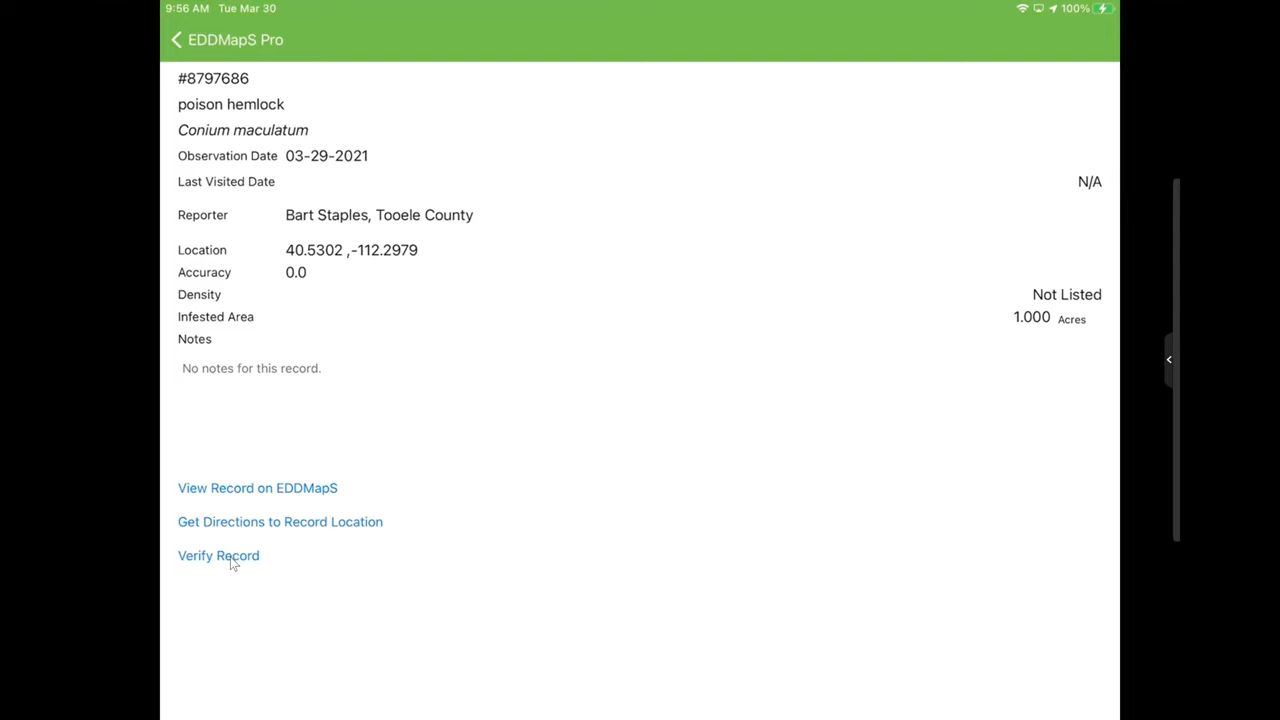 9:56 AM Tue Mar 30 100%
EDDMapS Pro
#8797686
poison hemlock
Conium maculatum
Observation Date 03-29-2021
Last Visited Date N/A
Reporter Bart Staples, Tooele County
Location 40.5302 ,-112.2979
Accuracy 0.0
Density Not Listed
Infested Area 1.000 Acres
Notes
No notes for this record.
View Record on EDDMapS
Get Directions to Record Location
Verify Record